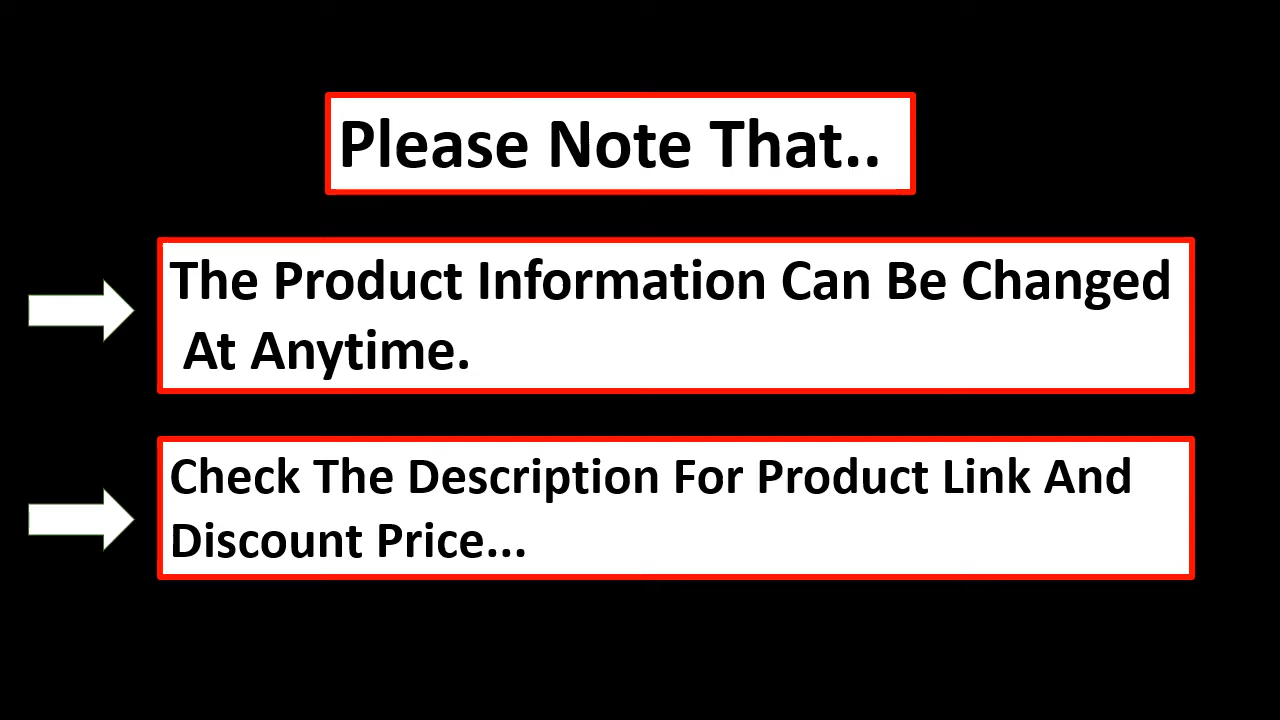 Please Note That..
The Product Information Can Be Changed
At Anytime.
Check The Description For Product Link And
Discount Price...